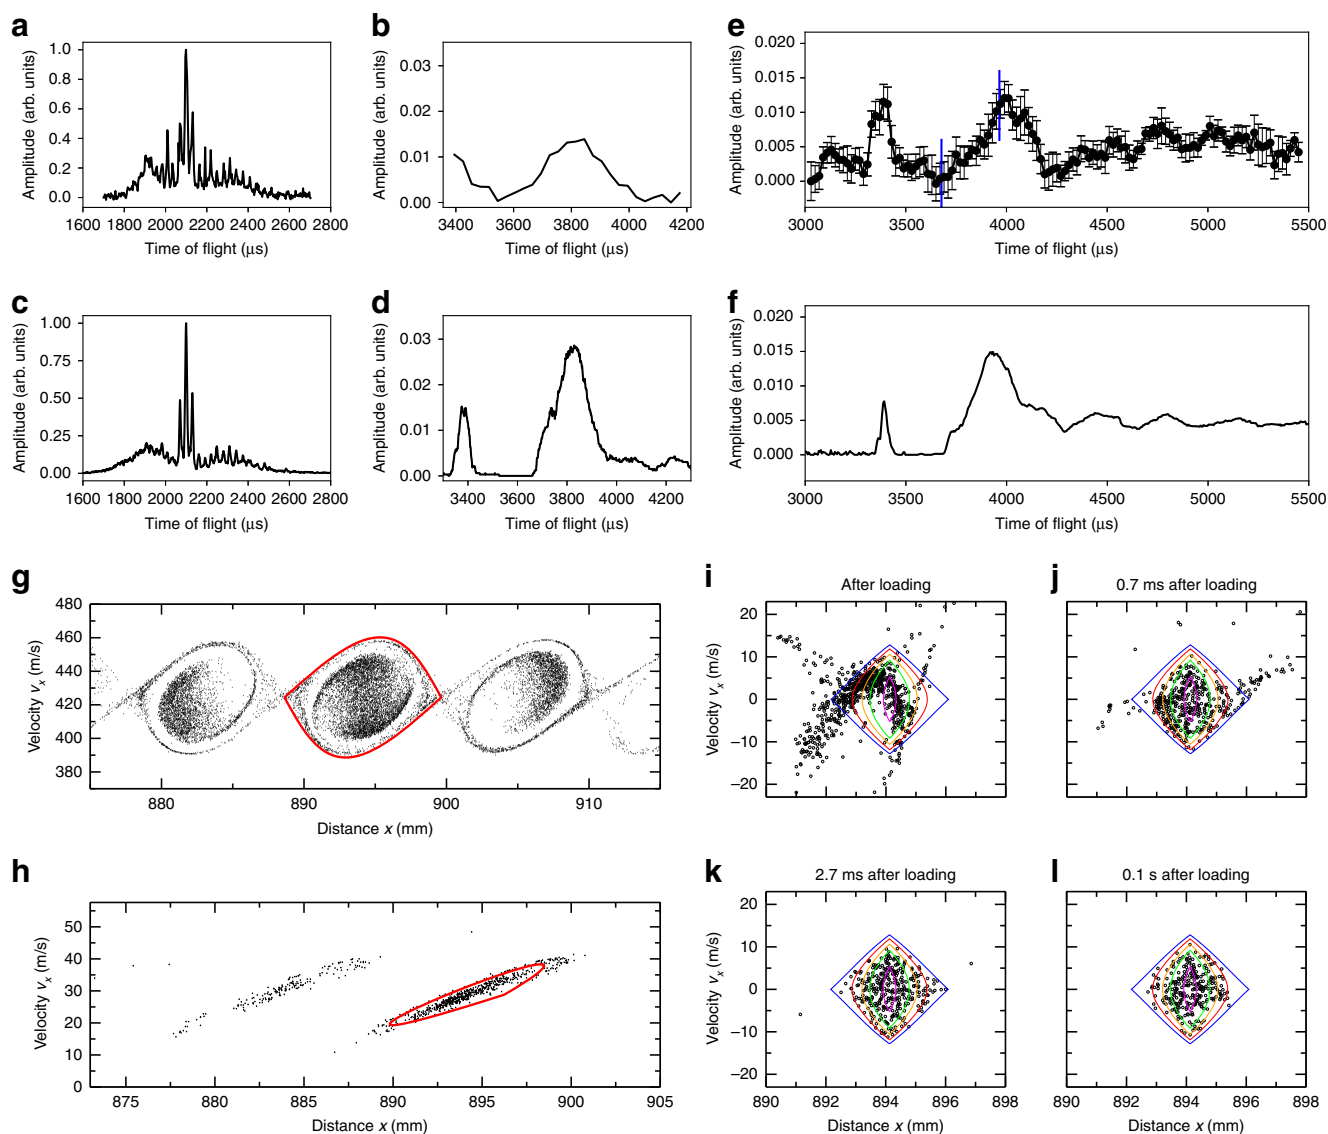 a
Amplitude (arb. units)
1.0
0.8
0.6
0.4
0.2
0.0
1600 1800 2000 2200 2400 2600 2800
Time of flight (μs)
b
Amplitude (arb. units)
0.03
0.02
0.01
0.00
3400 3600 3800 4000 4200
Time of flight (μs)
e
Amplitude (arb. units)
0.020
0.015
0.010
0.005
0.000
3000 3500 4000 4500 5000 5500
Time of flight (μs)
c
Amplitude (arb. units)
1.00
0.75
0.50
0.25
0.00
1600 1800 2000 2200 2400 2600 2800
Time of flight (μs)
d
Amplitude (arb. units)
0.03
0.02
0.01
0.00
3400 3600 3800 4000 4200
Time of flight (μs)
f
Amplitude (arb. units)
0.020
0.015
0.010
0.005
0.000
3000 3500 4000 4500 5000 5500
Time of flight (μs)
g
Velocity vx (m/s)
480
460
440
420
400
380
880 890 900 910
Distance x (mm)
h
Velocity vx (m/s)
50
40
30
20
10
0
875 880 885 890 895 900 905
Distance x (mm)
i
After loading
Velocity vx (m/s)
20
10
0
–10
–20
j
0.7 ms after loading
k
2.7 ms after loading
Velocity vx (m/s)
20
10
0
–10
–20
890 892 894 896 898
Distance x (mm)
l
0.1 s after loading
890 892 894 896 898
Distance x (mm)